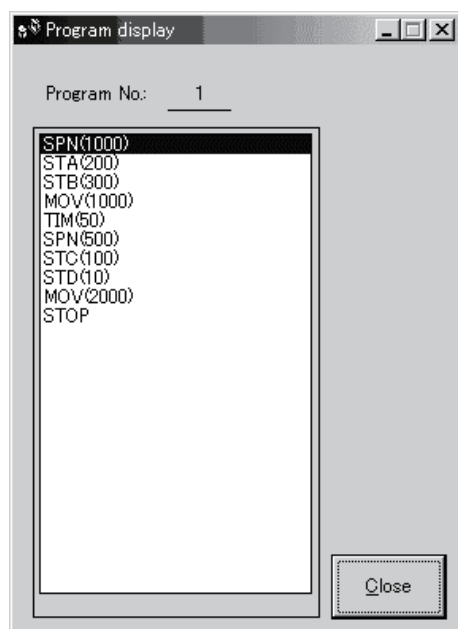 Program display
Program No.: 1
SPN(1000)
STA(200)
STB(300)
MOV(1000)
TIM(50)
SPN(500)
STC(100)
STD(10)
MOV(2000)
STOP
Close